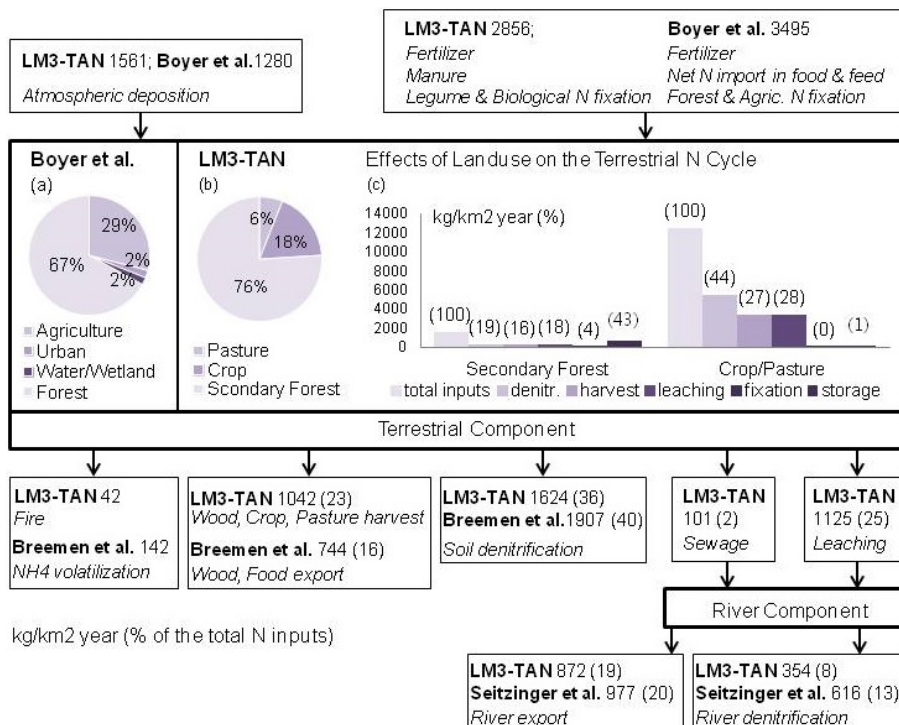 LM3-TAN 1561; Boyer et al.1280
Atmospheric deposition
LM3-TAN 2856;
Fertilizer
Manure
Legume & Biological N fixation
Boyer et al. 3495
Fertilizer
Net N import in food & feed
Forest & Agric. N fixation
Boyer et al.
(a)
29%
2%
2%
67%
Agriculture
Urban
Water/Wetland
Forest
LM3-TAN
(b)
6%
18%
76%
Pasture
Crop
Scondary Forest
Effects of Landuse on the Terrestrial N Cycle
(c)
kg/km2 year (%)
14000
12000
10000
8000
6000
4000
2000
0
(100)
(19)
(16)
(18)
(4)
(43)
(100)
(44)
(27)
(28)
(0)
(1)
Secondary Forest
Crop/Pasture
total inputs
denitr.
harvest
leaching
fixation
storage
Terrestrial Component
LM3-TAN 42
Fire
Breemen et al. 142
NH4 volatilization
LM3-TAN 1042 (23)
Wood, Crop, Pasture harvest
Breemen et al. 744 (16)
Wood, Food export
LM3-TAN 1624 (36)
Breemen et al.1907 (40)
Soil denitrification
LM3-TAN
101 (2)
Sewage
LM3-TAN
1125 (25)
Leaching
River Component
kg/km2 year (% of the total N inputs)
LM3-TAN 872 (19)
Seitzinger et al. 977 (20)
River export
LM3-TAN 354 (8)
Seitzinger et al. 616 (13)
River denitrification